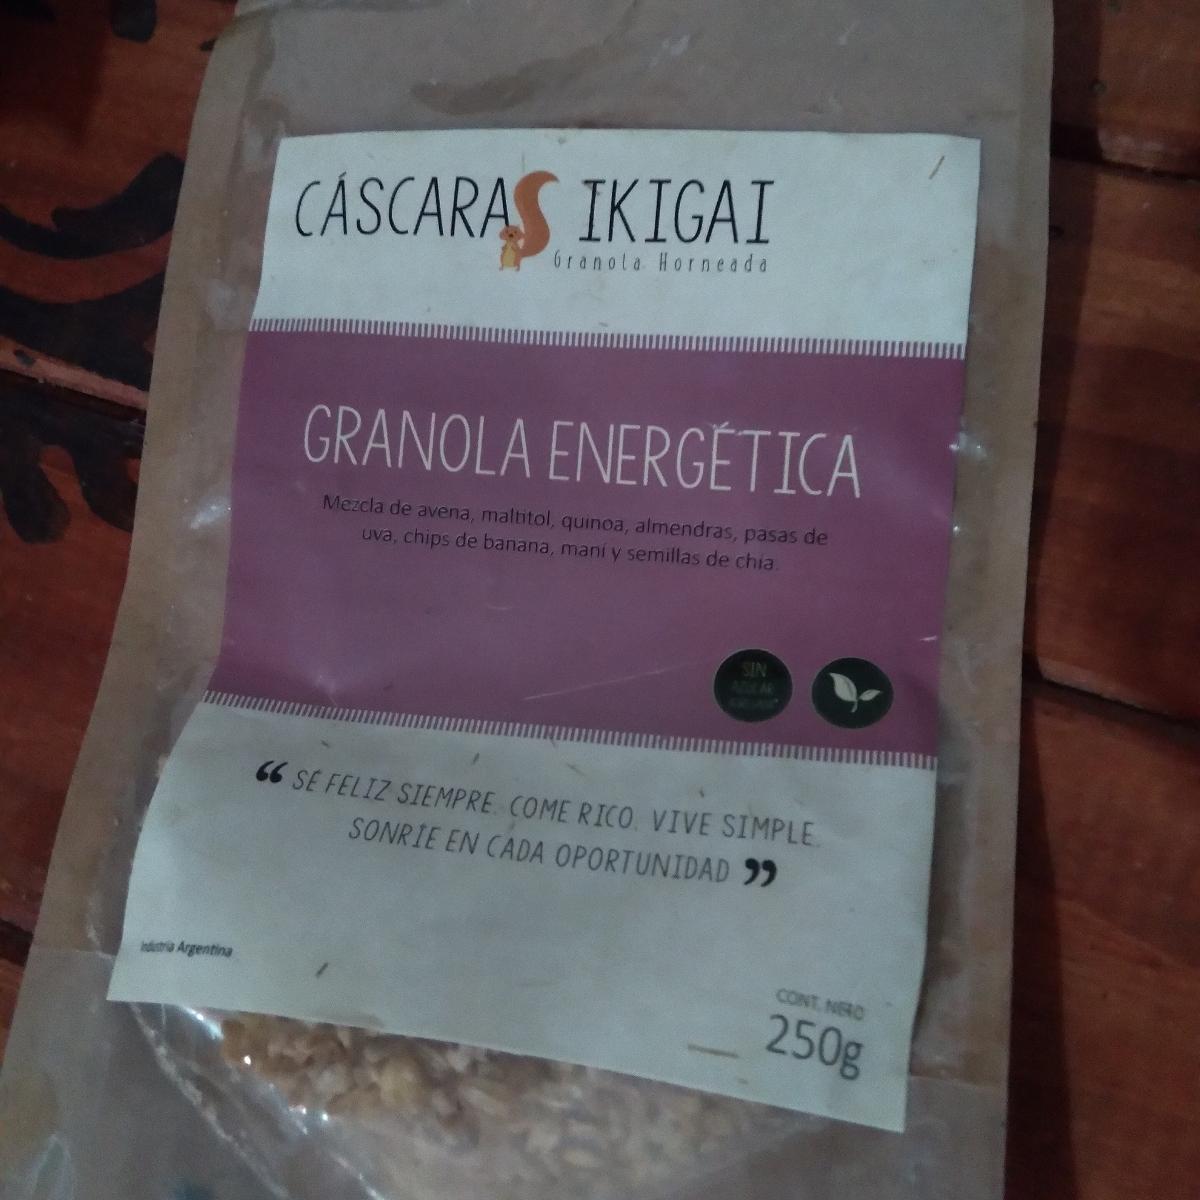 CÁSCARAS IKIGAI
Granola Horneada
GRANOLA ENERGÉTICA
Mezcla de avena, maltitol, quinoa, almendras, pasas de
uva, chips de banana, maní y semillas de chía.
SIN
AZÚCAR
“ SÉ FELIZ SIEMPRE. COME RICO. VIVE SIMPLE.
SONRÍE EN CADA OPORTUNIDAD ”
Industria Argentina
CONT. NETO
250g